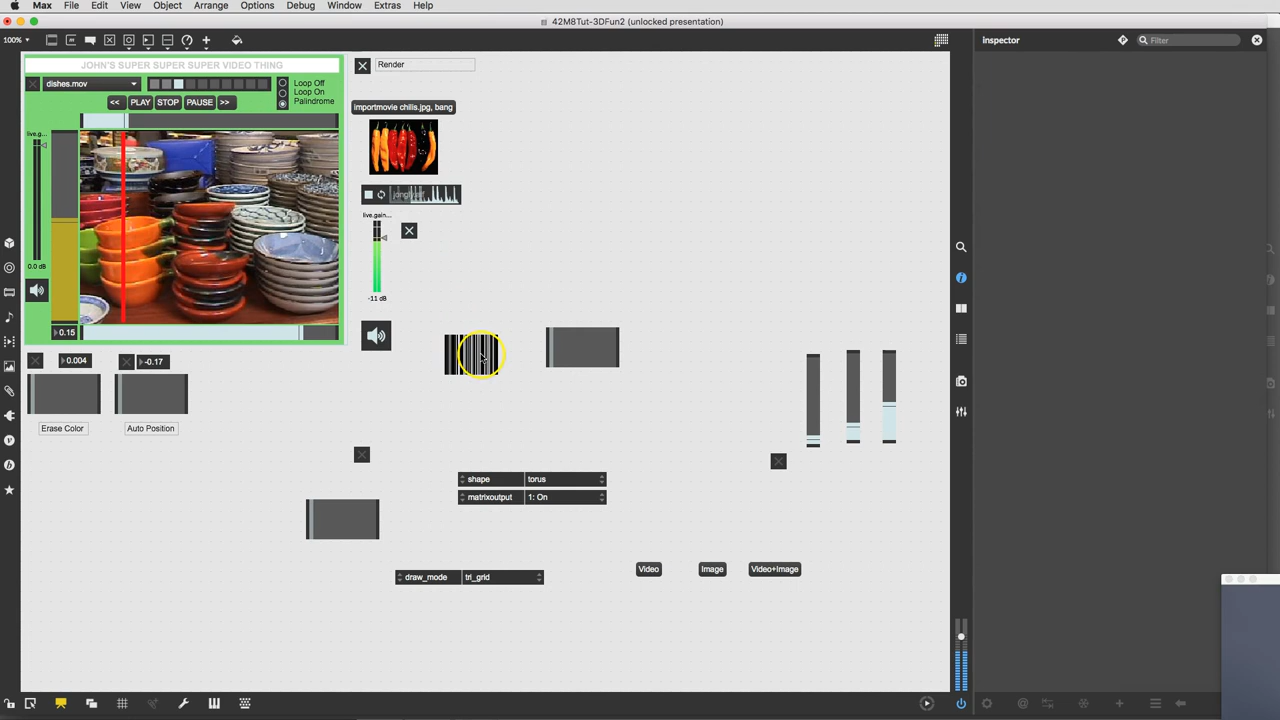 Max File Edit View Object Arrange Options Debug Window Extras Help
42M8Tut-3DFun2 (unlocked presentation)
100%
inspector
Filter
JOHN'S SUPER SUPER SUPER VIDEO THING
Render
dishes.mov
Loop Off
Loop On
Palindrome
<< PLAY STOP PAUSE >>
importmovie chilis.jpg, bang
live.g...
live.gain...
0.0 dB
-11 dB
0.15
0.004
-0.17
Erase Color
Auto Position
shape torus
matrixoutput 1: On
Video
Image
Video+Image
draw_mode tri_grid